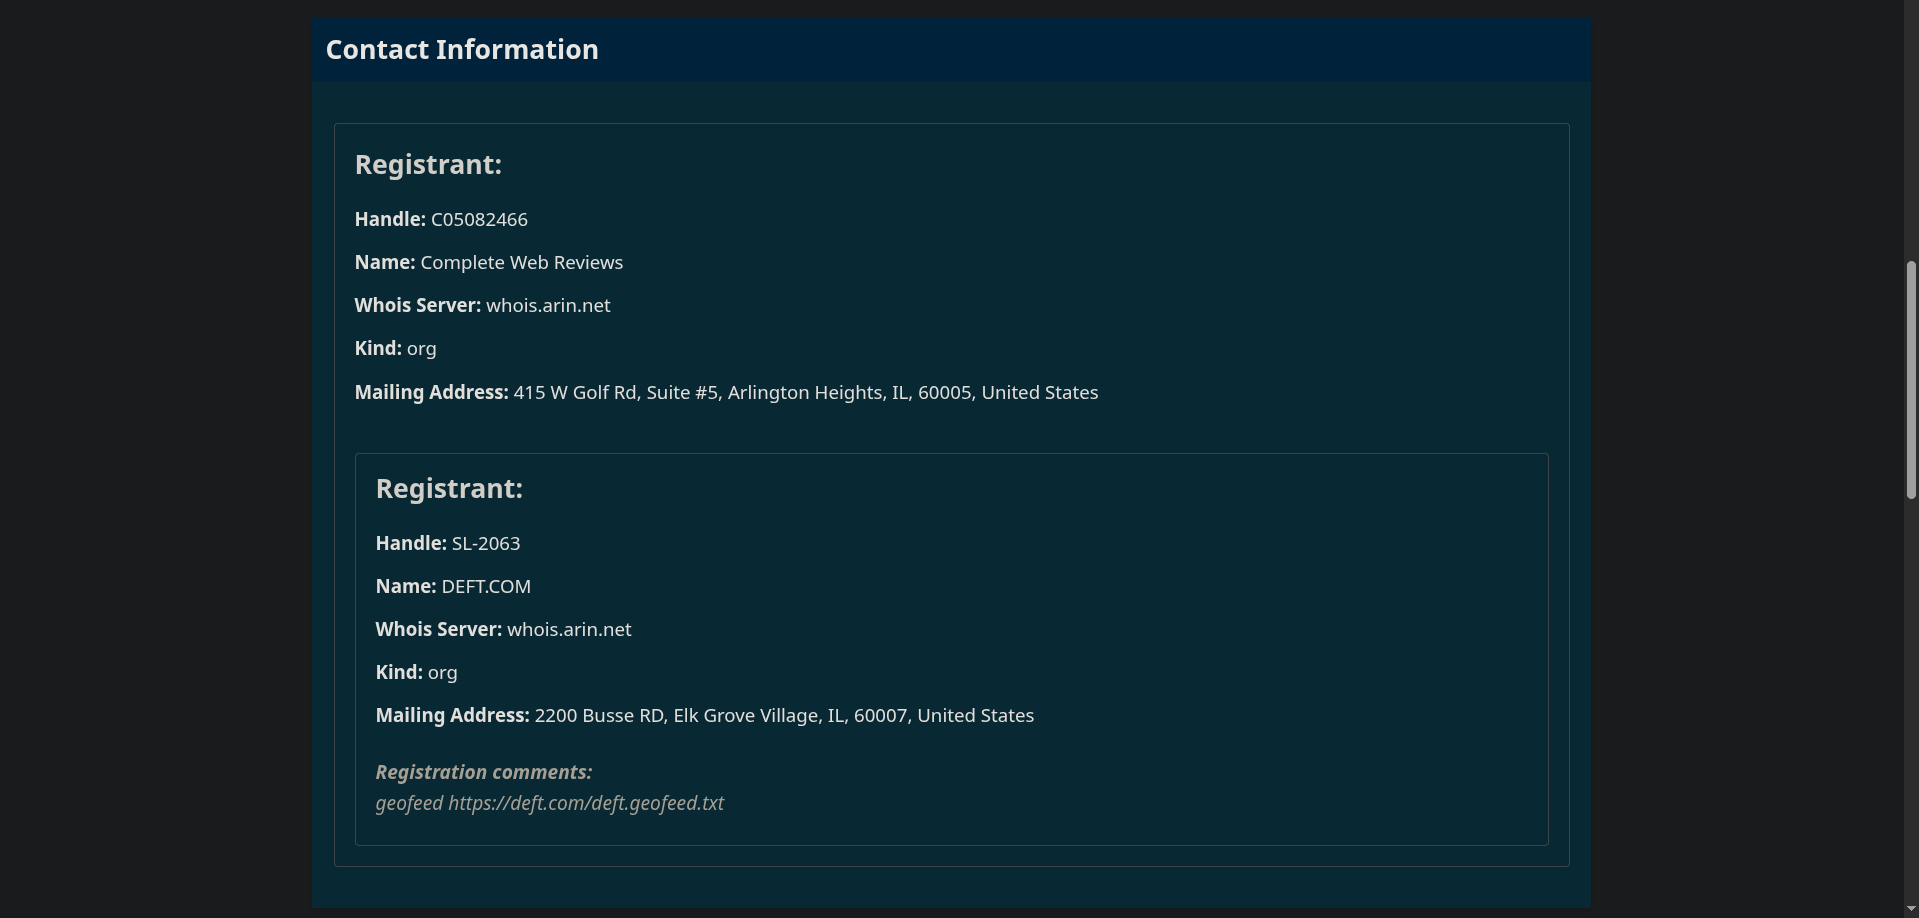 Contact Information
Registrant:
Handle: C05082466
Name: Complete Web Reviews
Whois Server: whois.arin.net
Kind: org
Mailing Address: 415 W Golf Rd, Suite #5, Arlington Heights, IL, 60005, United States
Registrant:
Handle: SL-2063
Name: DEFT.COM
Whois Server: whois.arin.net
Kind: org
Mailing Address: 2200 Busse RD, Elk Grove Village, IL, 60007, United States
Registration comments:
geofeed https://deft.com/deft.geofeed.txt